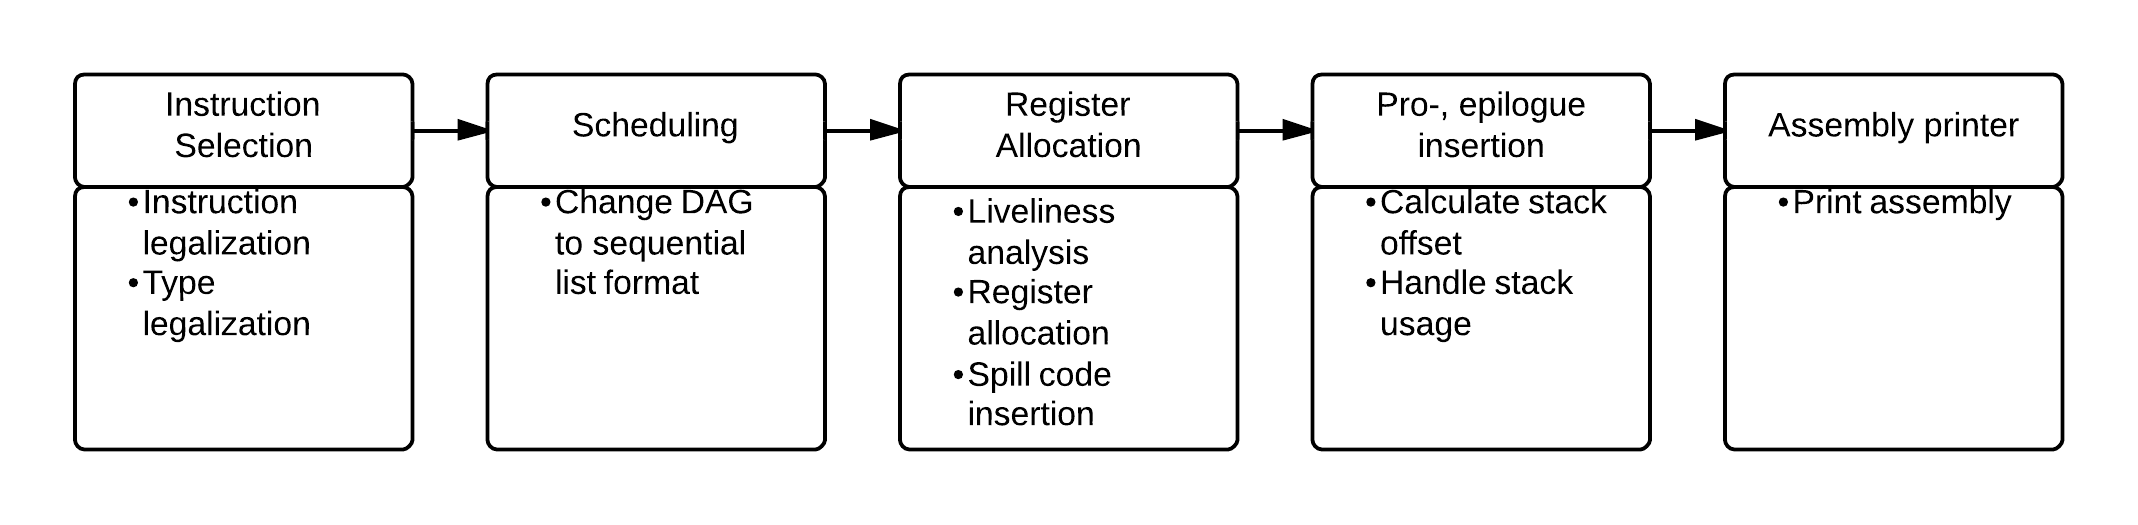 Instruction
Selection
•Instruction
legalization
•Type
legalization
Scheduling
•Change DAG
to sequential
list format
Register
Allocation
•Liveliness
analysis
•Register
allocation
•Spill code
insertion
Pro-, epilogue
insertion
•Calculate stack
offset
•Handle stack
usage
Assembly printer
•Print assembly